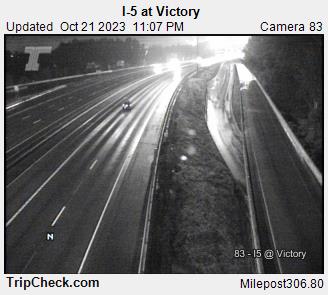 I-5 at Victory
Updated Oct 21 2023 11:07 PM Camera 83
T
N
83 - I5 @ Victory
TripCheck.com Milepost306.80